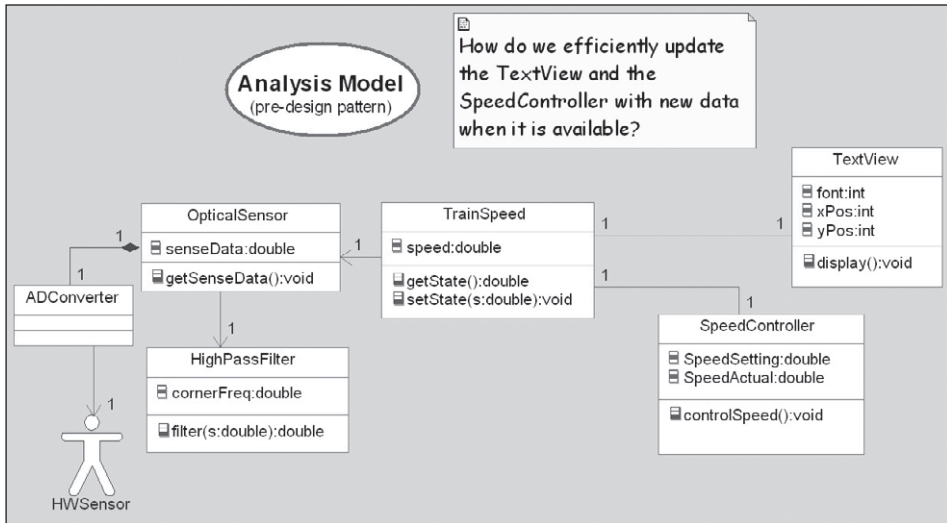 Analysis Model
(pre-design pattern)
How do we efficiently update
the TextView and the
SpeedController with new data
when it is available?
TextView
font:int
xPos:int
yPos:int
display():void
OpticalSensor
senseData:double
getSenseData():void
TrainSpeed
speed:double
getState():double
setState(s:double):void
1
1
1
1
1
1
1
ADConverter
SpeedController
SpeedSetting:double
SpeedActual:double
controlSpeed():void
1
HighPassFilter
cornerFreq:double
filter(s:double):double
1
HWSensor